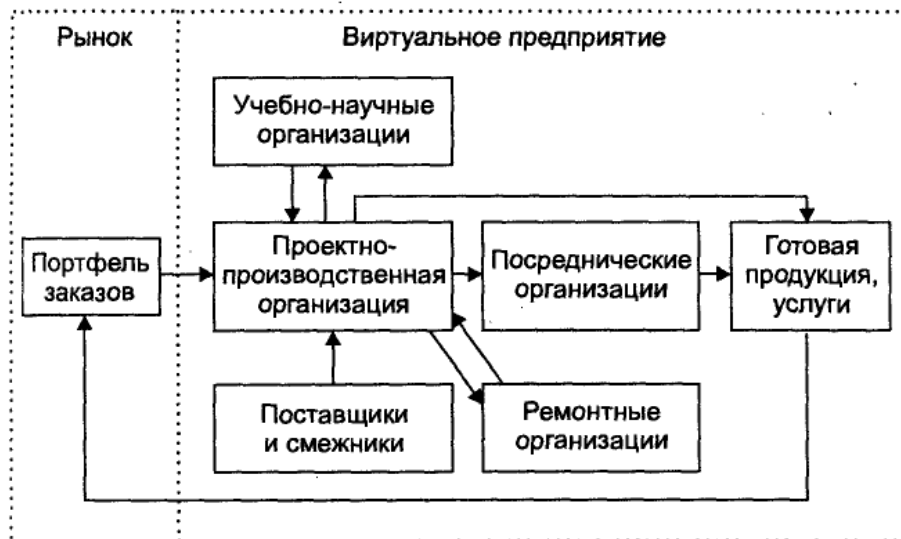 Рынок
Виртуальное предприятие
Учебно-научные
организации
Портфель
заказов
Проектно-
производственная
организация
Посреднические
организации
Готовая
продукция,
услуги
Поставщики
и смежники
Ремонтные
организации